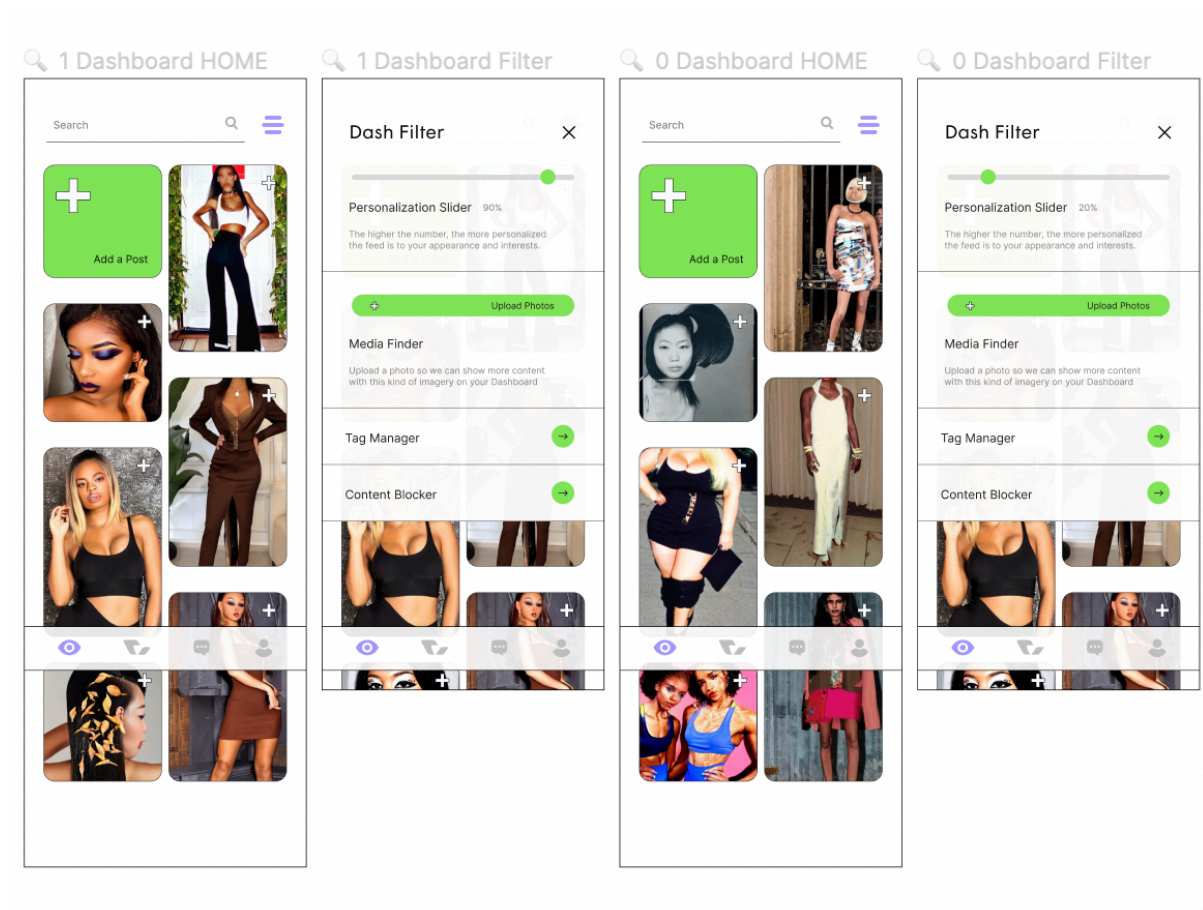 1 Dashboard HOME
Search
Add a Post
1 Dashboard Filter
Dash Filter
Personalization Slider 90%
The higher the number, the more personalized
the feed is to your appearance and interests.
Upload Photos
Media Finder
Upload a photo so we can show more content
with this kind of imagery on your Dashboard
Tag Manager
Content Blocker
0 Dashboard HOME
Search
Add a Post
0 Dashboard Filter
Dash Filter
Personalization Slider 20%
The higher the number, the more personalized
the feed is to your appearance and interests.
Upload Photos
Media Finder
Upload a photo so we can show more content
with this kind of imagery on your Dashboard
Tag Manager
Content Blocker